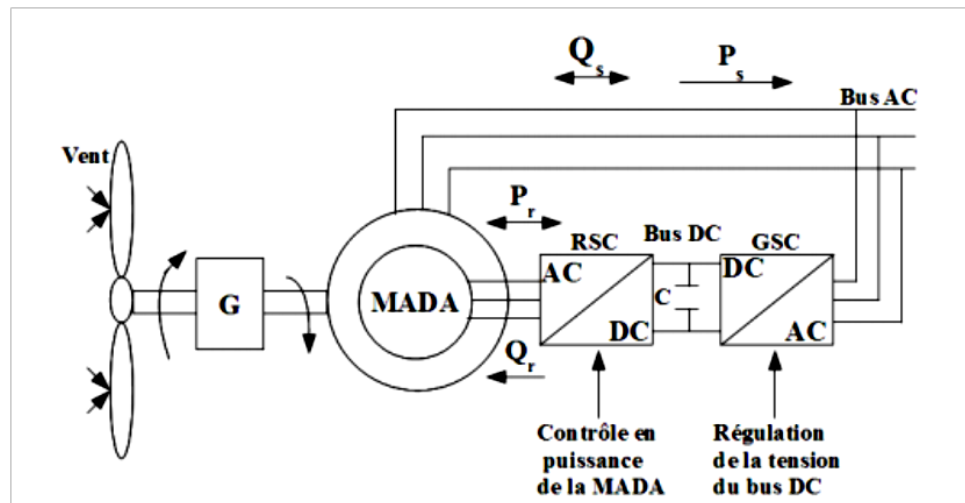 Qs
Ps
Bus AC
Vent
Pr
RSC
Bus DC
GSC
AC
DC
G
MADA
C
DC
AC
Qr
Contrôle en
puissance
de la MADA
Régulation
de la tension
du bus DC